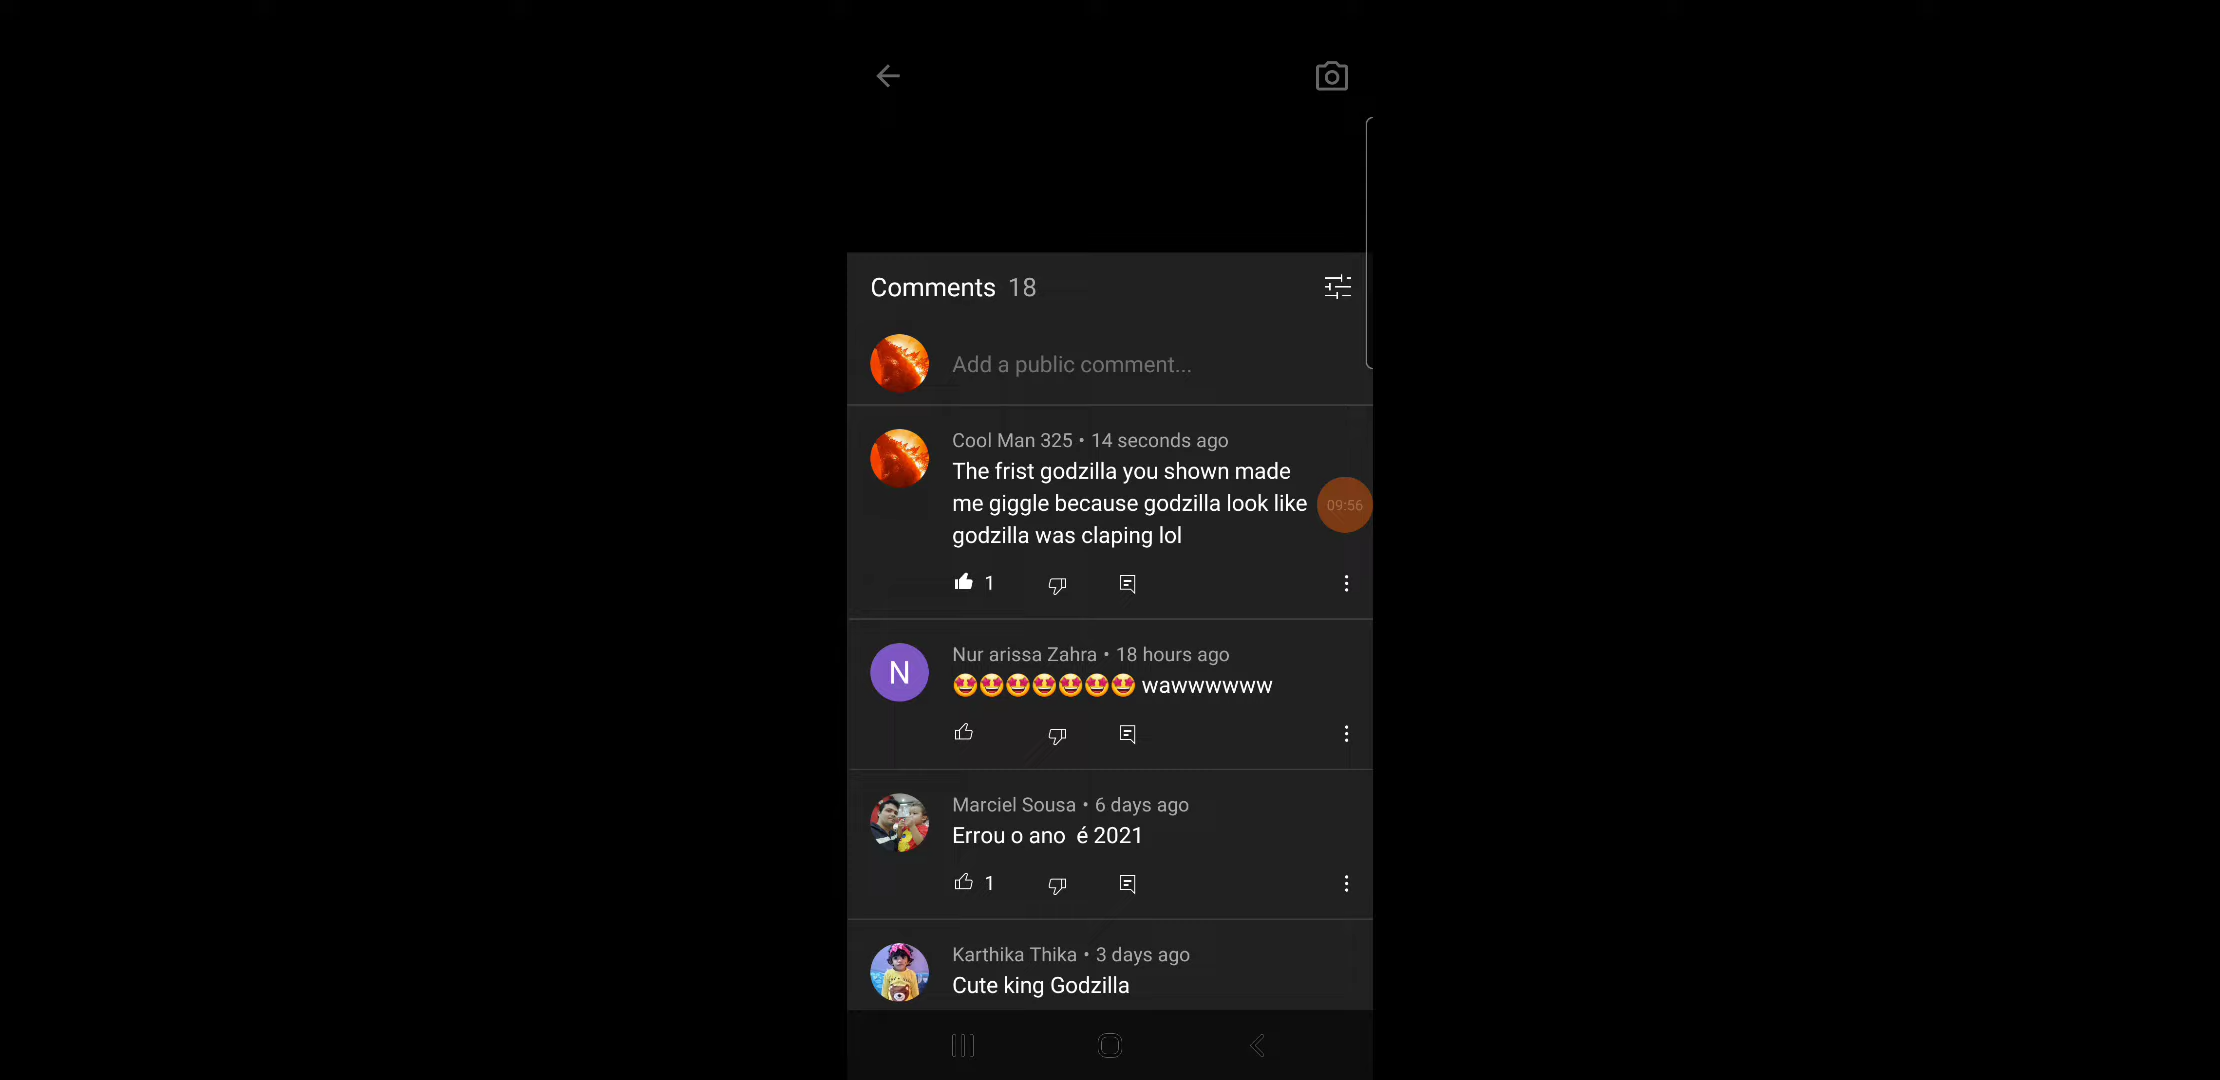 Comments 18
Add a public comment...
Cool Man 325 • 14 seconds ago
The frist godzilla you shown made
me giggle because godzilla look like
godzilla was claping lol
09:56
1
N
Nur arissa Zahra • 18 hours ago
🤩🤩🤩🤩🤩🤩🤩 wawwwwww
Marciel Sousa • 6 days ago
Errou o ano é 2021
1
Karthika Thika • 3 days ago
Cute king Godzilla